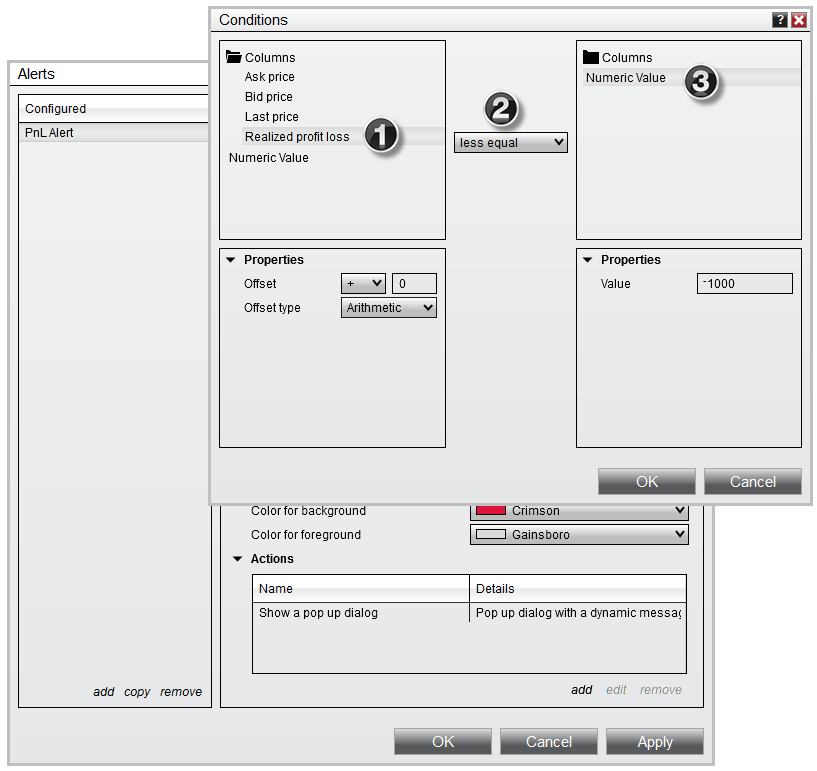 Conditions
?
Columns
Ask price
Bid price
Last price
Realized profit loss
1
Numeric Value
2
less equal
Columns
Numeric Value
3
Properties
Offset
+
0
Offset type
Arithmetic
Properties
Value
-1000
OK
Cancel
Alerts
Configured
PnL Alert
Color for background
Crimson
Color for foreground
Gainsboro
Actions
Name
Details
Show a pop up dialog
Pop up dialog with a dynamic messag
add copy remove
add edit remove
OK
Cancel
Apply